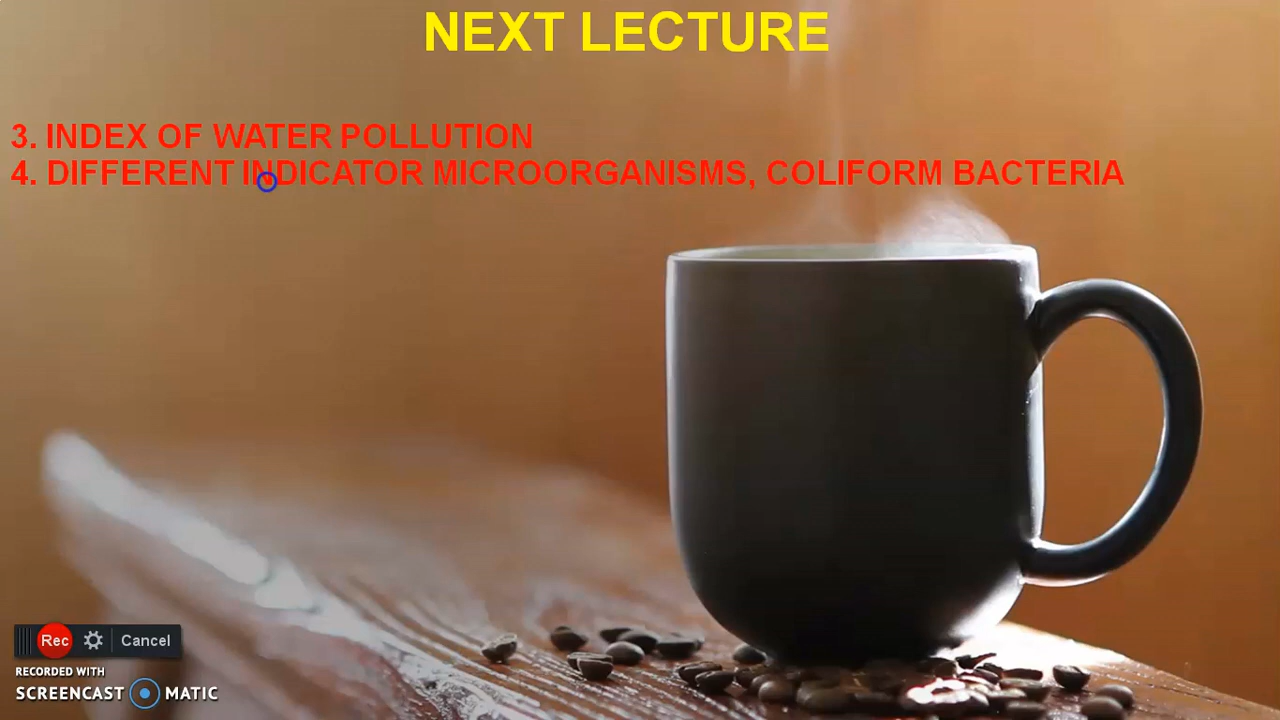 NEXT LECTURE
3. INDEX OF WATER POLLUTION
4. DIFFERENT INDICATOR MICROORGANISMS, COLIFORM BACTERIA
Rec Cancel
RECORDED WITH
SCREENCAST MATIC